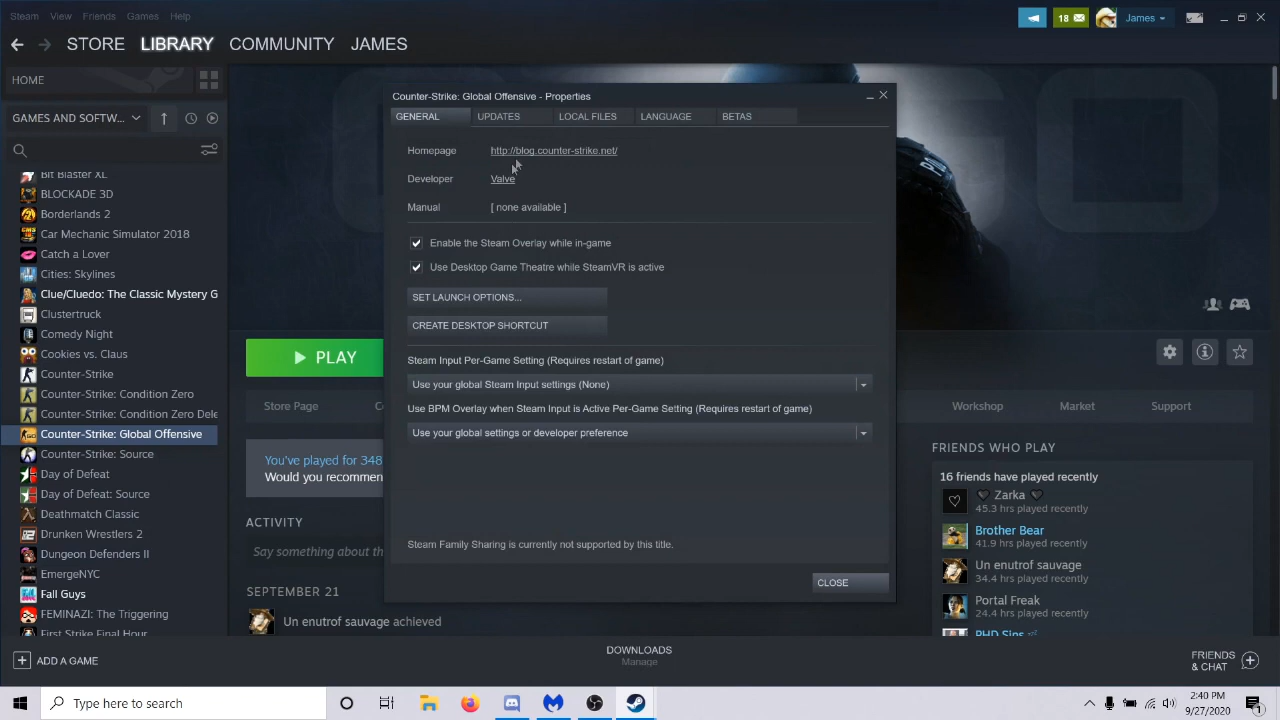 Steam View Friends Games Help
18 James
STORE LIBRARY COMMUNITY JAMES
HOME
GAMES AND SOFTW...
Bit Blaster XL
BLOCKADE 3D
Borderlands 2
Car Mechanic Simulator 2018
Catch a Lover
Cities: Skylines
Clue/Cluedo: The Classic Mystery G
Clustertruck
Comedy Night
Cookies vs. Claus
Counter-Strike
Counter-Strike: Condition Zero
Counter-Strike: Condition Zero Dele
Counter-Strike: Global Offensive
Counter-Strike: Source
Day of Defeat
Day of Defeat: Source
Deathmatch Classic
Drunken Wrestlers 2
Dungeon Defenders II
EmergeNYC
Fall Guys
FEMINAZI: The Triggering
First Strike Final Hour
Counter-Strike: Global Offensive - Properties
GENERAL UPDATES LOCAL FILES LANGUAGE BETAS
Homepage http://blog.counter-strike.net/
Developer Valve
Manual [ none available ]
Enable the Steam Overlay while in-game
Use Desktop Game Theatre while SteamVR is active
SET LAUNCH OPTIONS...
CREATE DESKTOP SHORTCUT
Steam Input Per-Game Setting (Requires restart of game)
Use your global Steam Input settings (None)
Use BPM Overlay when Steam Input is Active Per-Game Setting (Requires restart of game)
Use your global settings or developer preference
Steam Family Sharing is currently not supported by this title.
CLOSE
PLAY
Store Page
Workshop Market Support
You've played for 348
Would you recommen
ACTIVITY
Say something about th
SEPTEMBER 21
Un enutrof sauvage achieved
FRIENDS WHO PLAY
16 friends have played recently
Zarka
45.3 hrs played recently
Brother Bear
41.9 hrs played recently
Un enutrof sauvage
34.4 hrs played recently
Portal Freak
24.4 hrs played recently
PHD Sins
ADD A GAME
DOWNLOADS
Manage
FRIENDS
& CHAT
Type here to search
2:40 PM
9/27/2020